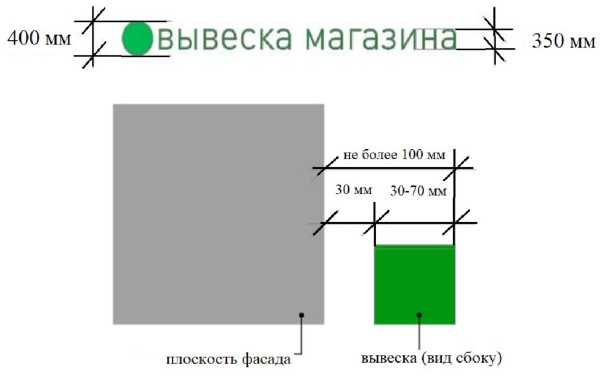 400 мм
вывеска магазина
350 мм
не более 100 мм
30 мм
30-70 мм
плоскость фасада
вывеска (вид сбоку)